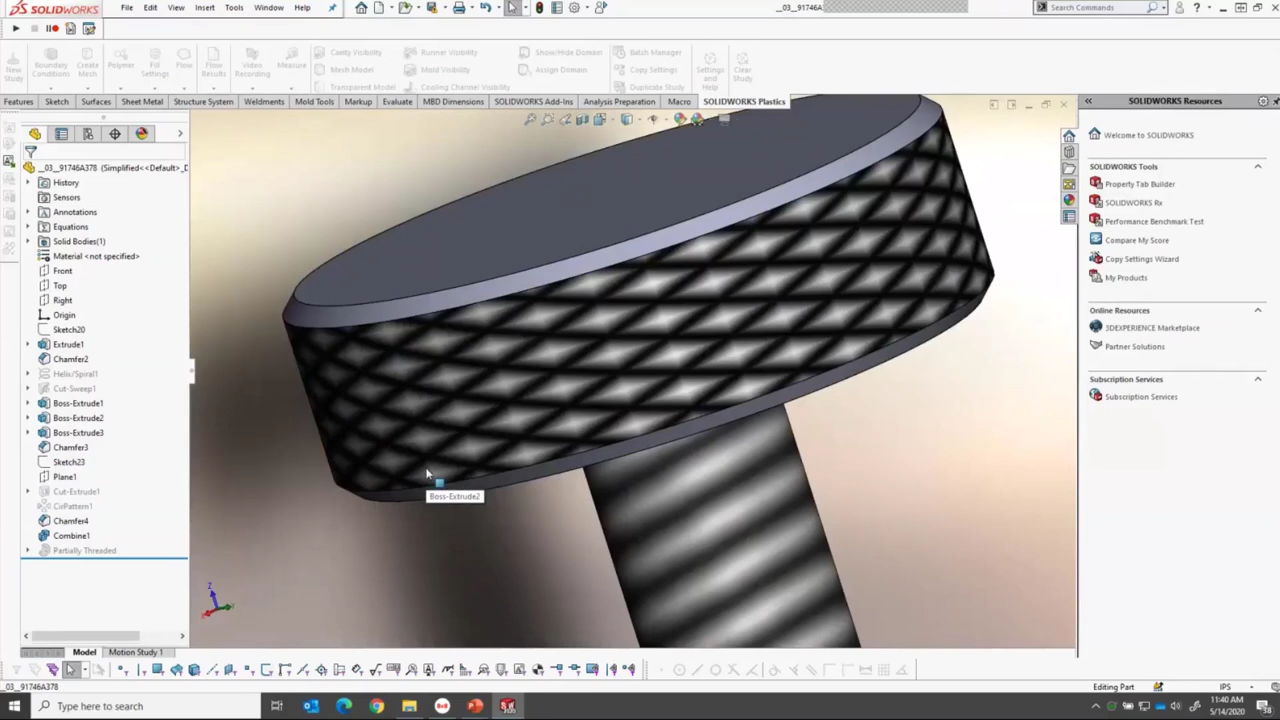 SOLIDWORKS
File Edit View Insert Tools Window Help
__03__91746A
Search Commands
New Study
Boundary Conditions
Create Mesh
Polymer
Fill Settings
Flow
Flow Results
Video Recording
Measure
Cavity Visibility
Mesh Model
Transparent Model
Runner Visibility
Mold Visibility
Cooling Channel Visibility
Show/Hide Domain
Assign Domain
Batch Manager
Copy Settings
Duplicate Study
Settings and Help
Clear Study
Features Sketch Surfaces Sheet Metal Structure System Weldments Mold Tools Markup Evaluate MBD Dimensions SOLIDWORKS Add-Ins Analysis Preparation Macro SOLIDWORKS Plastics
__03__91746A378 (Simplified<<Default>_D
History
Sensors
Annotations
Equations
Solid Bodies(1)
Material <not specified>
Front
Top
Right
Origin
Sketch20
Extrude1
Chamfer2
Helix/Spiral1
Cut-Sweep1
Boss-Extrude1
Boss-Extrude2
Boss-Extrude3
Chamfer3
Sketch23
Plane1
Cut-Extrude1
CirPattern1
Chamfer4
Combine1
Partially Threaded
Boss-Extrude2
Z
SOLIDWORKS Resources
Welcome to SOLIDWORKS
SOLIDWORKS Tools
Property Tab Builder
SOLIDWORKS Rx
Performance Benchmark Test
Compare My Score
Copy Settings Wizard
My Products
Online Resources
3DEXPERIENCE Marketplace
Partner Solutions
Subscription Services
Subscription Services
Model Motion Study 1
__03__91746A378
Editing Part
IPS
Type here to search
11:40 AM
5/14/2020